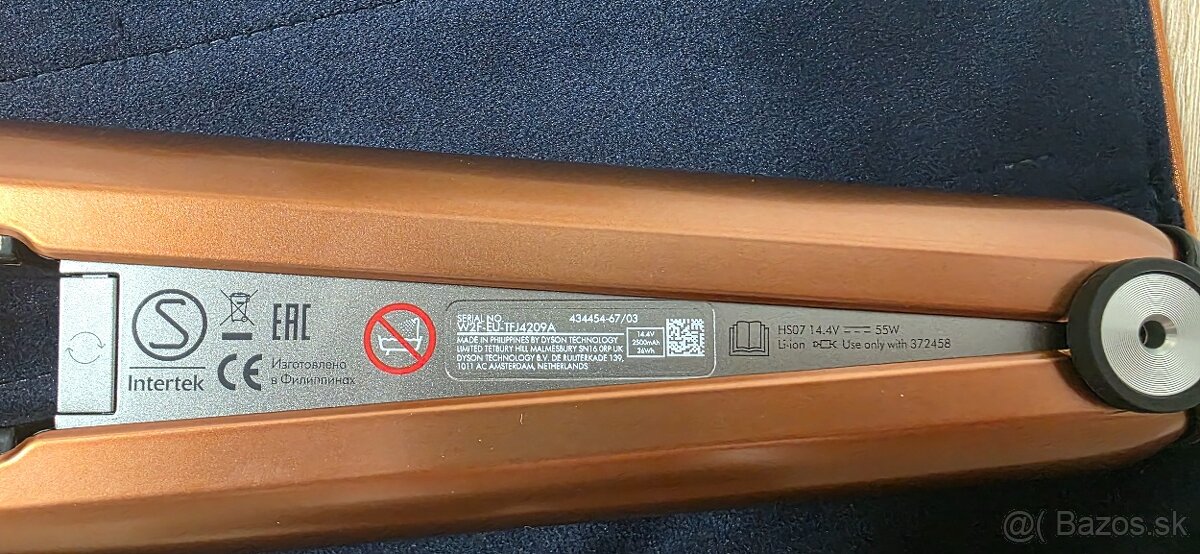 S
Intertek
EAC
CE
Изготовлено
в Филиппинах
SERIAL NO. 434454-67/03
W2F-EU-TFJ4209A
MADE IN PHILIPPINES BY DYSON TECHNOLOGY
LIMITED TETBURY HILL MALMESBURY SN16 0RP UK
DYSON TECHNOLOGY B.V. DE RUIJTERKADE 139,
1011 AC AMSTERDAM, NETHERLANDS
14.4V
2500mAh
36Wh
HS07 14.4V 55W
Li-ion Use only with 372458
@( Bazos.sk